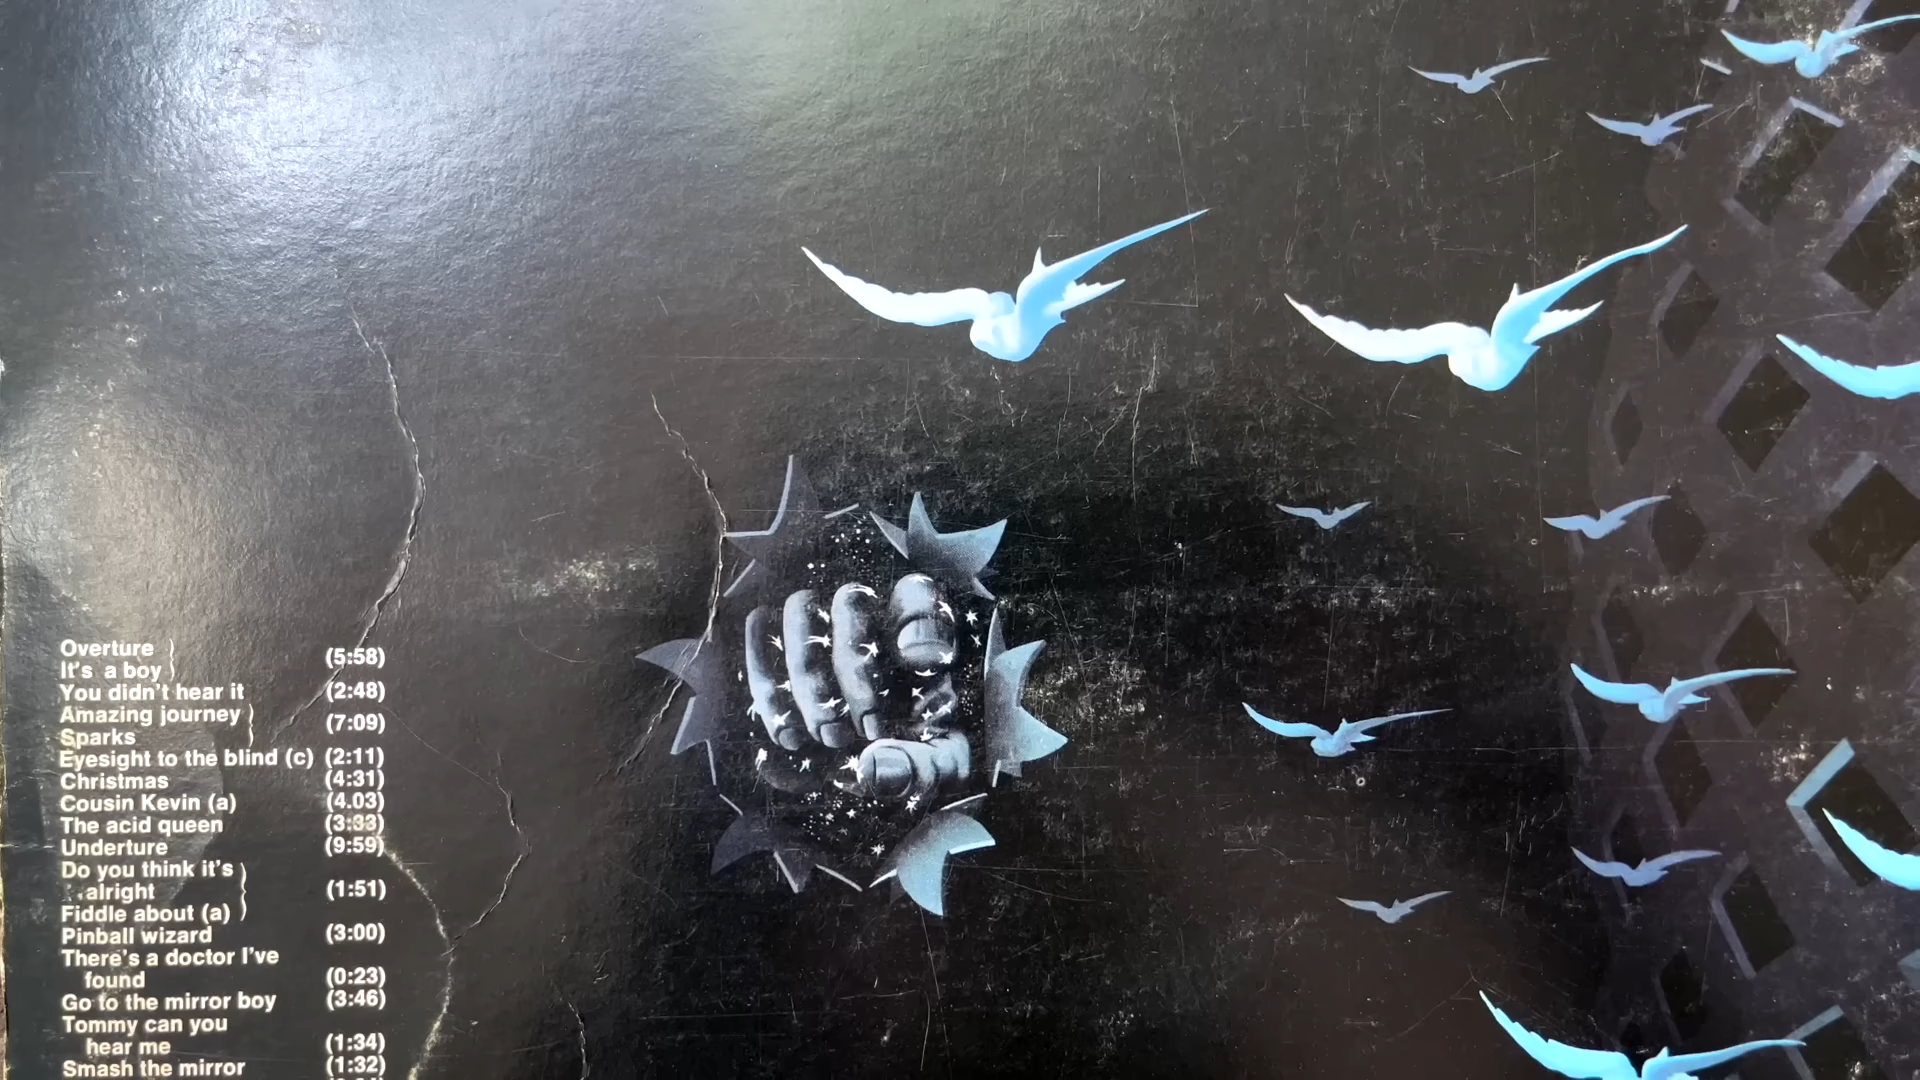 Overture
It's a boy (5:58)
You didn't hear it (2:48)
Amazing journey
Sparks (7:09)
Eyesight to the blind (c) (2:11)
Christmas (4:31)
Cousin Kevin (a) (4.03)
The acid queen (3:33)
Underture (9:59)
Do you think it's
alright (1:51)
Fiddle about (a)
Pinball wizard (3:00)
There's a doctor I've
found (0:23)
Go to the mirror boy (3:46)
Tommy can you
hear me (1:34)
Smash the mirror (1:32)